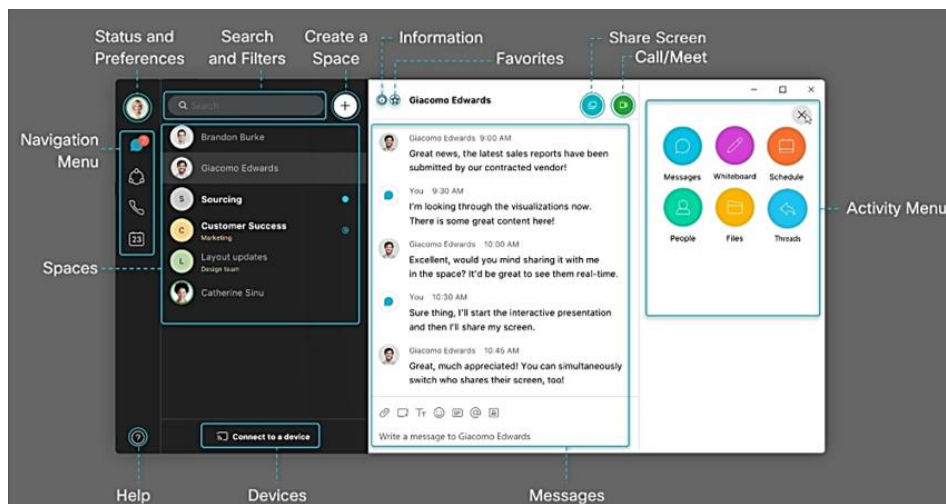 Status and
Preferences
Search
and Filters
Create a
Space
Information
Favorites
Share Screen
Call/Meet
Navigation
Menu
Spaces
Search
Brandon Burke
Giacomo Edwards
S Sourcing
C Customer Success
Marketing
L Layout updates
Design team
Catherine Sinu
23
Connect to a device
Giacomo Edwards
Giacomo Edwards 9:00 AM
Great news, the latest sales reports have been
submitted by our contracted vendor!
You 9:30 AM
I'm looking through the visualizations now.
There is some great content here!
Giacomo Edwards 10:00 AM
Excellent, would you mind sharing it with me
in the space? It'd be great to see them real-time.
You 10:30 AM
Sure thing, I'll start the interactive presentation
and then I'll share my screen.
Giacomo Edwards 10:45 AM
Great, much appreciated! You can simultaneously
switch who shares their screen, too!
Write a message to Giacomo Edwards
Messages Whiteboard Schedule
People Files Threads
Activity Menu
Help
Devices
Messages